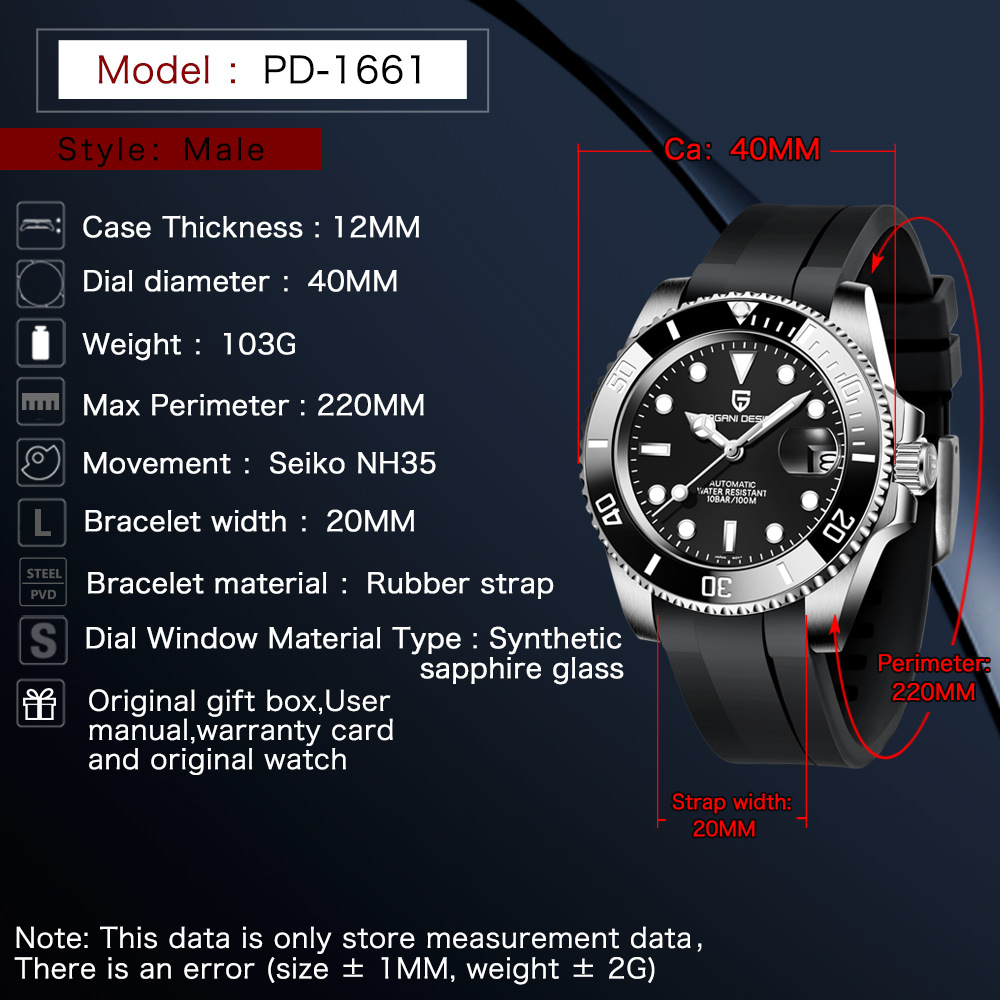 Model : PD-1661
Style: Male
Ca: 40MM
Case Thickness : 12MM
Dial diameter : 40MM
Weight : 103G
Max Perimeter : 220MM
Movement : Seiko NH35
L
Bracelet width : 20MM
STEEL
PVD
Bracelet material : Rubber strap
S
Dial Window Material Type : Synthetic
sapphire glass
Original gift box,User
manual,warranty card
and original watch
50
10
20
30
40
AUTOMATIC
WATER RESISTANT
10BAR/100M
Perimeter:
220MM
Strap width:
20MM
Note: This data is only store measurement data,
There is an error (size ± 1MM, weight ± 2G)